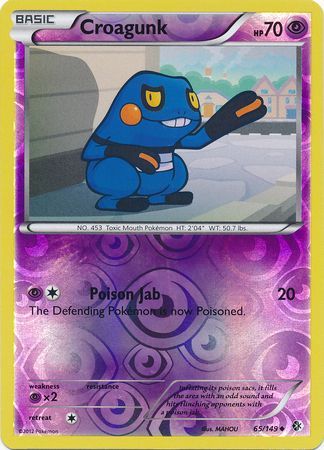 BASIC
Croagunk
HP70
NO. 453 Toxic Mouth Pokémon HT: 2'04" WT: 50.7 lbs.
Poison Jab 20
The Defending Pokémon is now Poisoned.
weakness resistance
×2
retreat
Inflating its poison sacs, it fills
the area with an odd sound and
hits flinching opponents with
a poison jab.
©2012 Pokémon
Illus. MAHOU
65/149